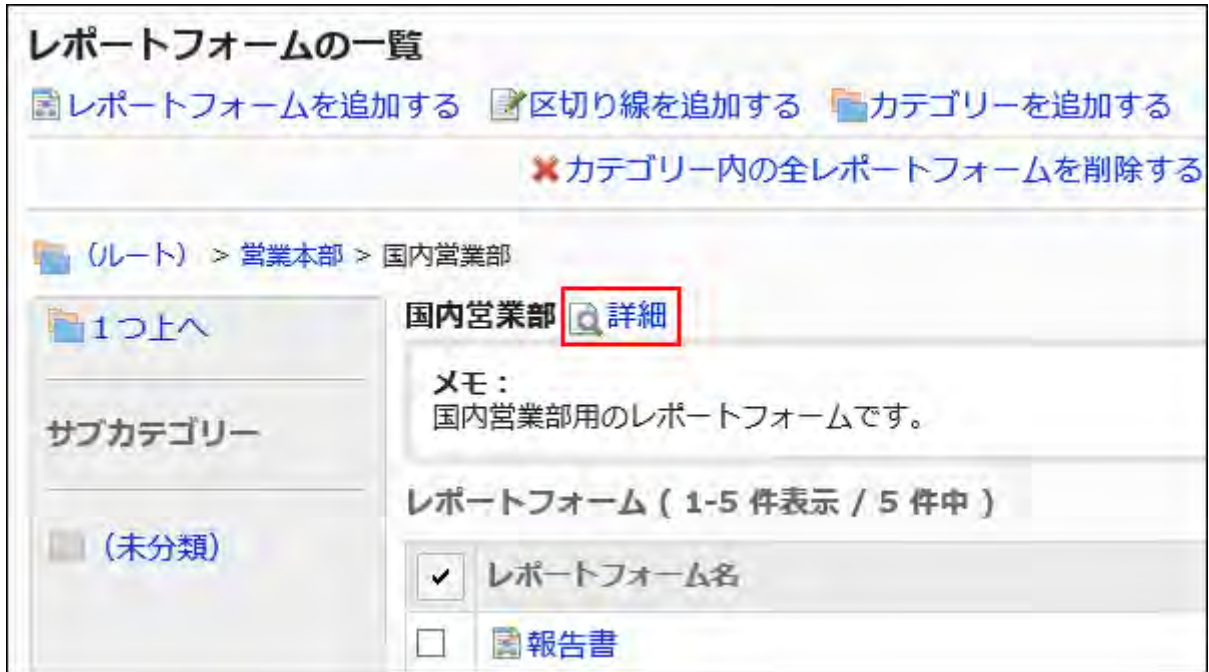 レポートフォームの一覧
レポートフォームを追加する 区切り線を追加する カテゴリーを追加する
カテゴリー内の全レポートフォームを削除する
（ルート） > 営業本部 > 国内営業部
1つ上へ
サブカテゴリー
（未分類）
国内営業部 詳細
メモ：
国内営業部用のレポートフォームです。
レポートフォーム ( 1-5 件表示 / 5 件中 )
レポートフォーム名
報告書